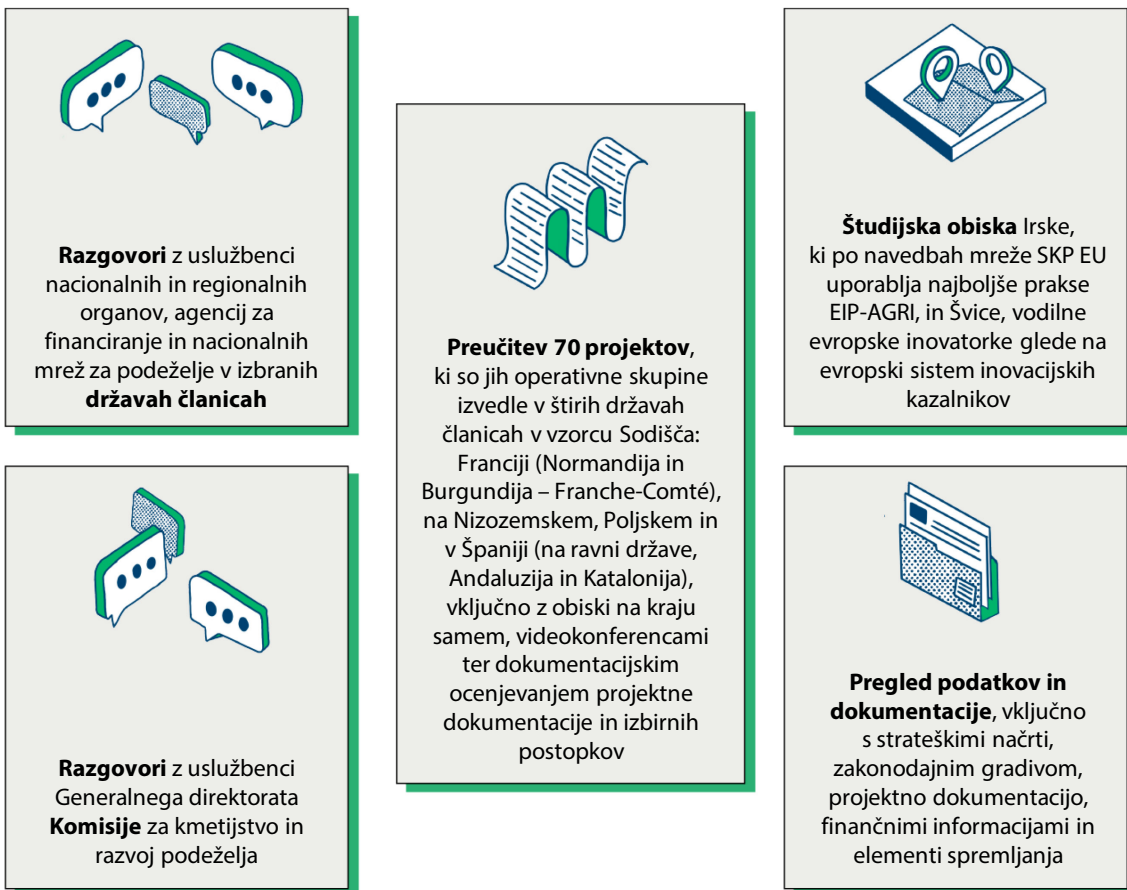 Razgovori z uslužbenci
nacionalnih in regionalnih
organov, agencij za
financiranje in nacionalnih
mrež za podeželje v izbranih
državah članicah
Razgovori z uslužbenci
Generalnega direktorata
Komisije za kmetijstvo in
razvoj podeželja
Preučitev 70 projektov,
ki so jih operativne skupine
izvedle v štirih državah
članicah v vzorcu Sodišča:
Franciji (Normandija in
Burgundija – Franche-Comté),
na Nizozemskem, Poljskem in
v Španiji (na ravni države,
Andaluzija in Katalonija),
vključno z obiski na kraju
samem, videokonferencami
ter dokumentacijskim
ocenjevanjem projektne
dokumentacije in izbirnih
postopkov
Študijska obiska Irske,
ki po navedbah mreže SKP EU
uporablja najboljše prakse
EIP-AGRI, in Švice, vodilne
evropske inovatorke glede na
evropski sistem inovacijskih
kazalnikov
Pregled podatkov in
dokumentacije, vključno
s strateškimi načrti,
zakonodajnim gradivom,
projektno dokumentacijo,
finančnimi informacijami in
elementi spremljanja